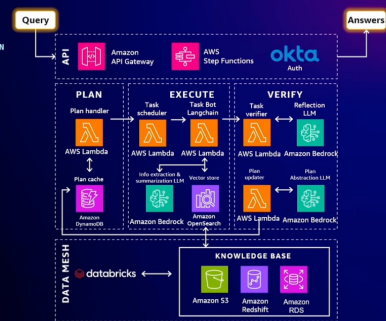 Query
Answers
N
API
Amazon
API Gateway
AWS
Step Functions
okta
Auth
PLAN
Plan handler
AWS Lambda
Plan cache
Amazon
DynamoDB
EXECUTE
Task
scheduler
Task Bot
Langchain
AWS Lambda
AWS Lambda
Info extraction &
summarization LLM
Vector store
Amazon Bedrock
Amazon
OpenSearch
VERIFY
Task
verifier
Reflection
LLM
AWS Lambda
Amazon Bedrock
Plan
updater
Plan
Abstraction LLM
AWS Lambda
Amazon Bedrock
DATA MESH
databricks
KNOWLEDGE BASE
Amazon S3
Amazon
Redshift
Amazon
RDS